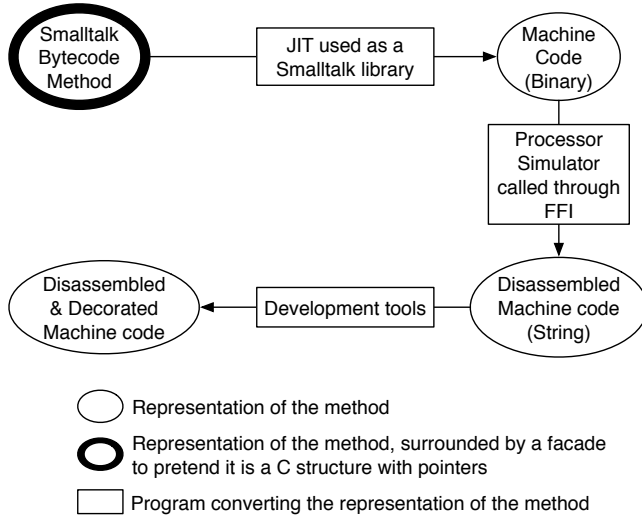 Smalltalk
Bytecode
Method
JIT used as a
Smalltalk library
Machine
Code
(Binary)
Processor
Simulator
called through
FFI
Disassembled
& Decorated
Machine code
Development tools
Disassembled
Machine code
(String)
Representation of the method
Representation of the method, surrounded by a facade
to pretend it is a C structure with pointers
Program converting the representation of the method